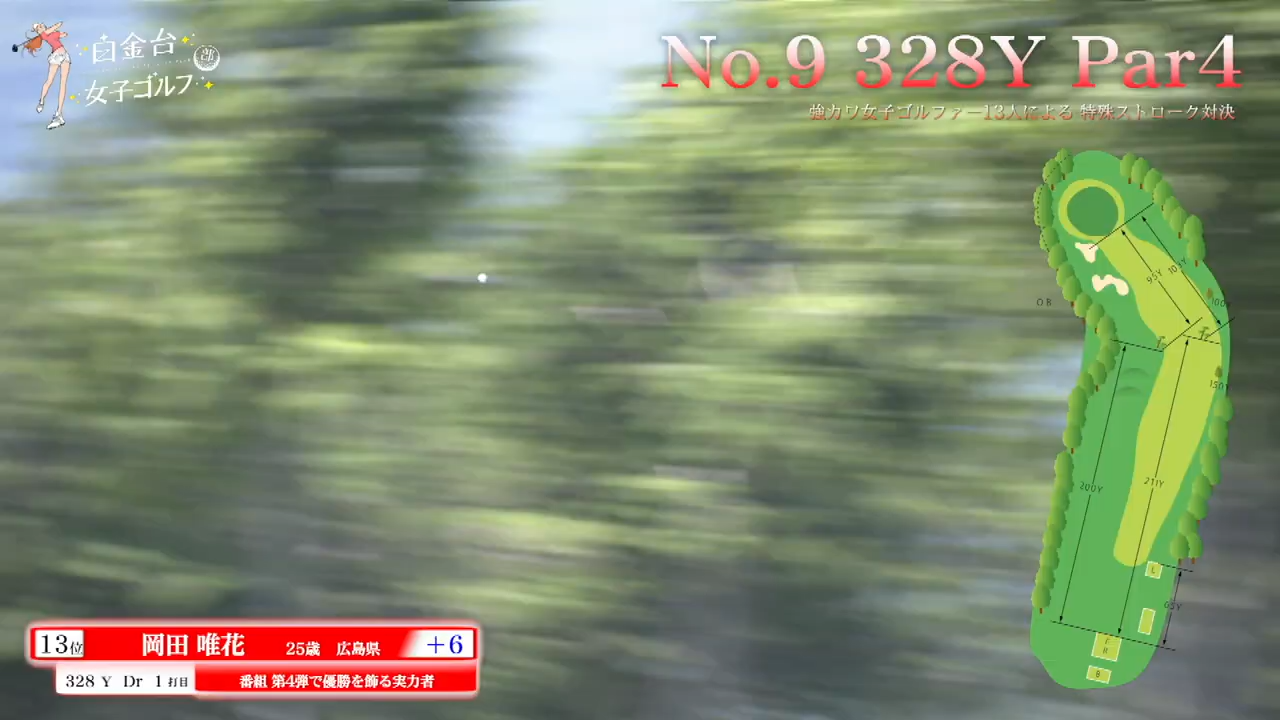 白金台
女子ゴルフ部
No.9 328Y Par4
強カワ女子ゴルファー13人による 特殊ストローク対決
95Y
OB
100Y
150Y
200Y
211Y
L
B
13位 岡田 唯花 25歳 広島県 +6
328 Y Dr 1 打目 番組 第4弾で優勝を飾る実力者